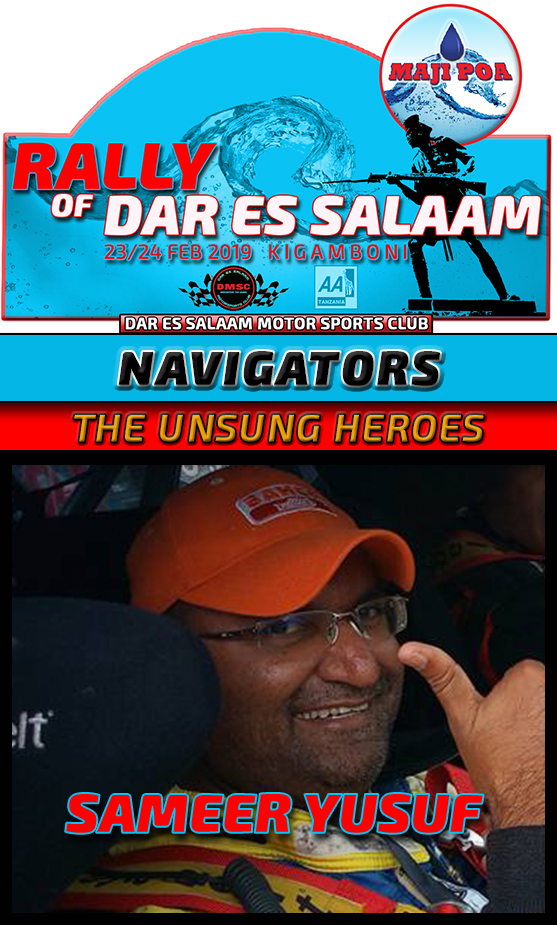 MAJI POA
RALLY
OF DAR ES SALAAM
23/24 FEB 2019 KIGAMBONI
DMSC
AA
TANZANIA
DAR ES SALAAM MOTOR SPORTS CLUB
NAVIGATORS
THE UNSUNG HEROES
SAMEER YUSUF